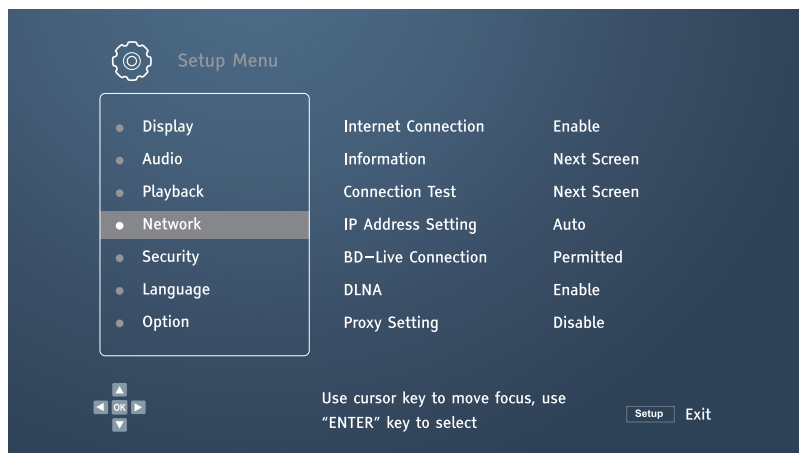 Setup Menu
Display
Audio
Playback
Network
Security
Language
Option
Internet Connection Enable
Information Next Screen
Connection Test Next Screen
IP Address Setting Auto
BD-Live Connection Permitted
DLNA Enable
Proxy Setting Disable
OK
Use cursor key to move focus, use
“ENTER” key to select
Setup Exit